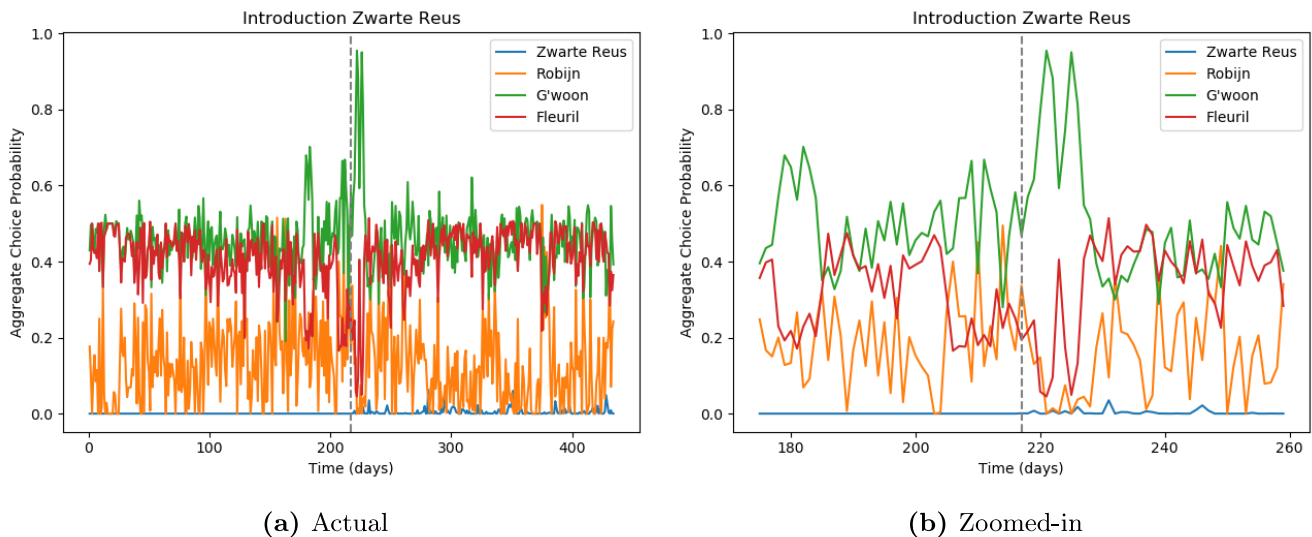 Introduction Zwarte Reus
Aggregate Choice Probability
1.0
0.8
0.6
0.4
0.2
0.0
Zwarte Reus
Robijn
G'woon
Fleuril
0 100 200 300 400
Time (days)
(a) Actual
Introduction Zwarte Reus
Aggregate Choice Probability
1.0
0.8
0.6
0.4
0.2
0.0
Zwarte Reus
Robijn
G'woon
Fleuril
180 200 220 240 260
Time (days)
(b) Zoomed-in